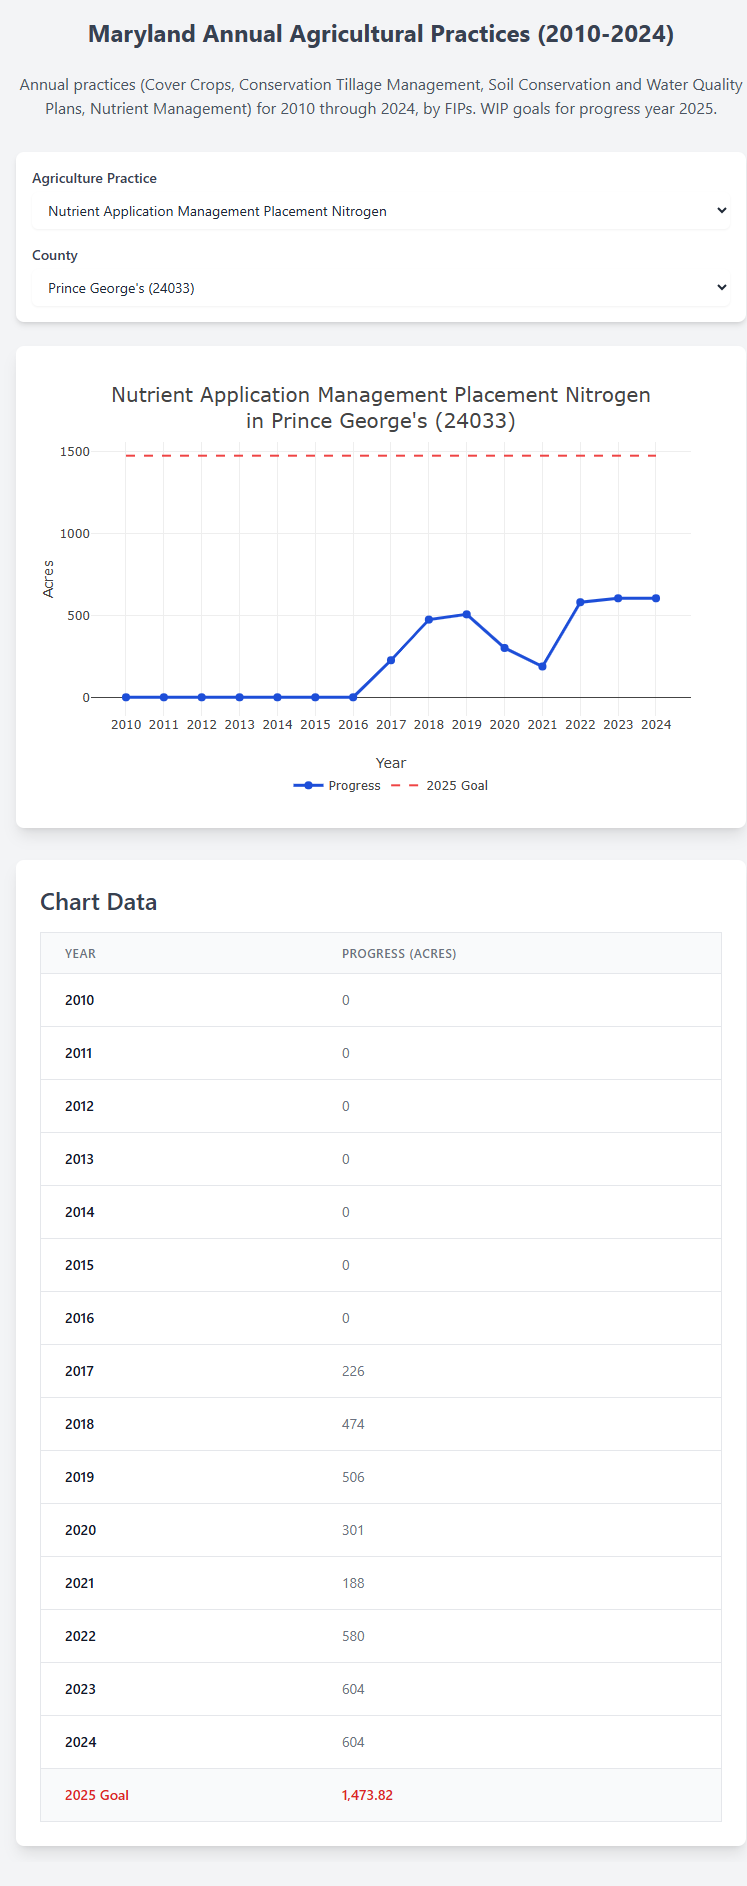 Maryland Annual Agricultural Practices (2010-2024)
Annual practices (Cover Crops, Conservation Tillage Management, Soil Conservation and Water Quality
Plans, Nutrient Management) for 2010 through 2024, by FIPs. WIP goals for progress year 2025.
Agriculture Practice
Nutrient Application Management Placement Nitrogen
County
Prince George's (24033)
Nutrient Application Management Placement Nitrogen
in Prince George's (24033)
1500
1000
500
0
Acres
2010 2011 2012 2013 2014 2015 2016 2017 2018 2019 2020 2021 2022 2023 2024
Year
Progress 2025 Goal
Chart Data
YEAR PROGRESS (ACRES)
2010 0
2011 0
2012 0
2013 0
2014 0
2015 0
2016 0
2017 226
2018 474
2019 506
2020 301
2021 188
2022 580
2023 604
2024 604
2025 Goal 1,473.82